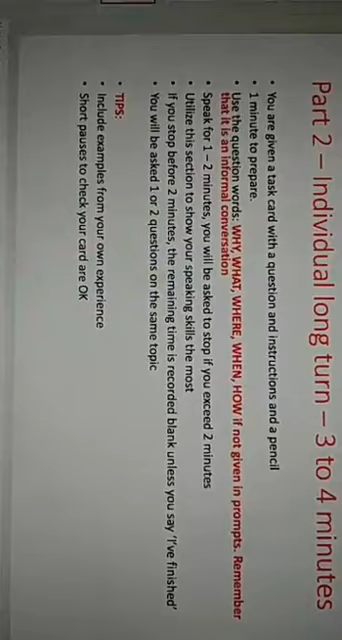 Part 2 – Individual long turn – 3 to 4 minutes
• You are given a task card with a question and instructions and a pencil
• 1 minute to prepare.
• Use the question words: WHY, WHAT, WHERE, WHEN, HOW if not given in prompts. Remember
that it is an informal conversation
• Speak for 1 – 2 minutes, you will be asked to stop if you exceed 2 minutes
• Utilize this section to show your speaking skills the most
• If you stop before 2 minutes, the remaining time is recorded blank unless you say 'I've finished'
• You will be asked 1 or 2 questions on the same topic
• TIPS:
• Include examples from your own experience
• Short pauses to check your card are OK